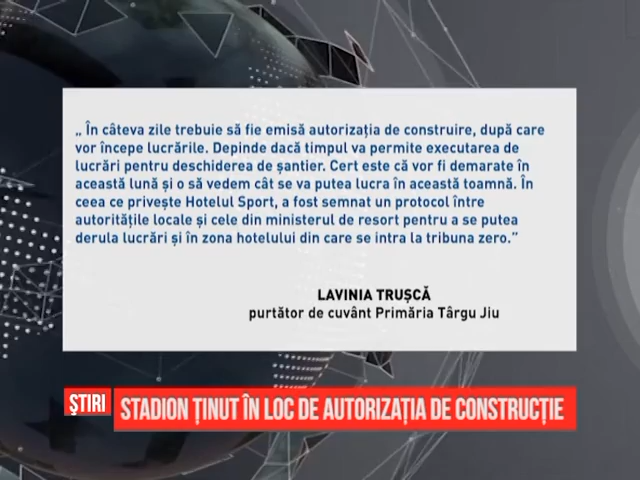 „ În câteva zile trebuie să fie emisă autorizația de construire, după care
vor începe lucrările. Depinde dacă timpul va permite executarea de
lucrări pentru deschiderea de șantier. Cert este că vor fi demarate în
această lună și o să vedem cât se va putea lucra în această toamnă. În
ceea ce privește Hotelul Sport, a fost semnat un protocol între
autoritățile locale și cele din ministerul de resort pentru a se putea
derula lucrări și în zona hotelului din care se intra la tribuna zero.”
LAVINIA TRUȘCĂ
purtător de cuvânt Primăria Târgu Jiu
ŞTIRI
STADION ȚINUT ÎN LOC DE AUTORIZAȚIA DE CONSTRUCȚIE